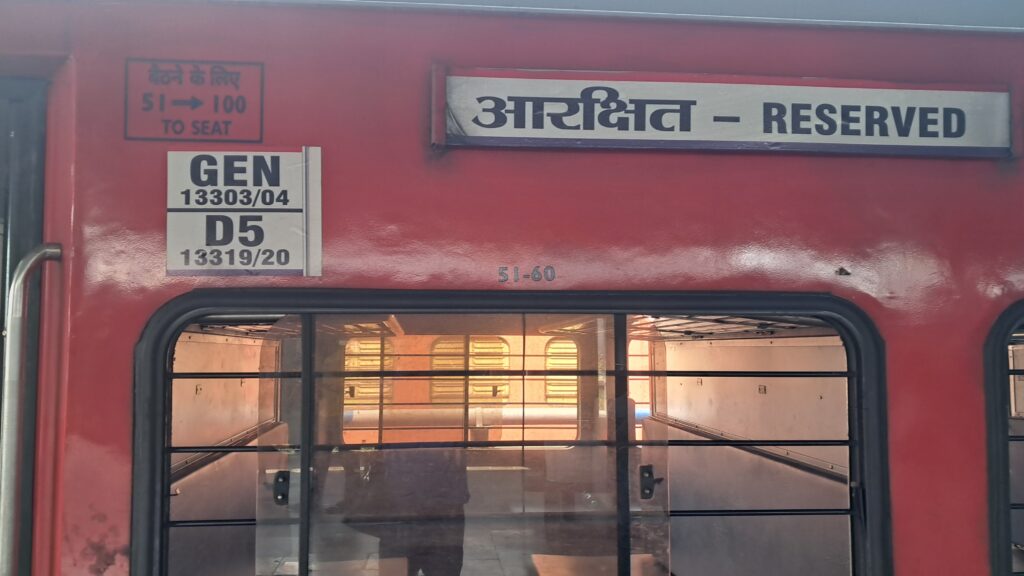 बैठने के लिए
51→100
TO SEAT
आरक्षित – RESERVED
GEN
13303/04
D5
13319/20
51-60